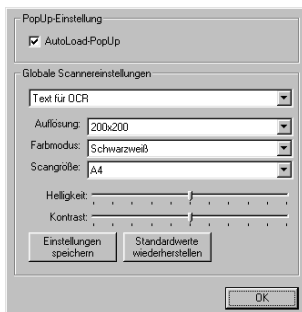 PopUp-Einstellung
AutoLoad-PopUp
Globale Scannereinstellungen
Text für OCR
Auflösung: 200x200
Farbmodus: Schwarzweiß
Scangröße: A4
Helligkeit:
Kontrast:
Einstellungen speichern
Standardwerte wiederherstellen
OK